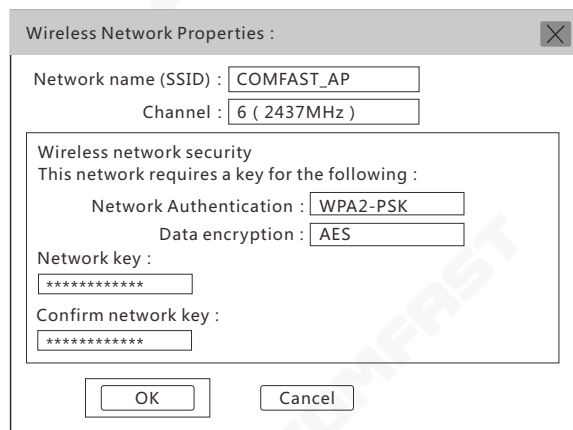 Wireless Network Properties :
Network name (SSID) : COMFAST_AP
Channel : 6 ( 2437MHz )
Wireless network security
This network requires a key for the following :
Network Authentication : WPA2-PSK
Data encryption : AES
Network key :
************
Confirm network key :
************
OK Cancel
COMFAST